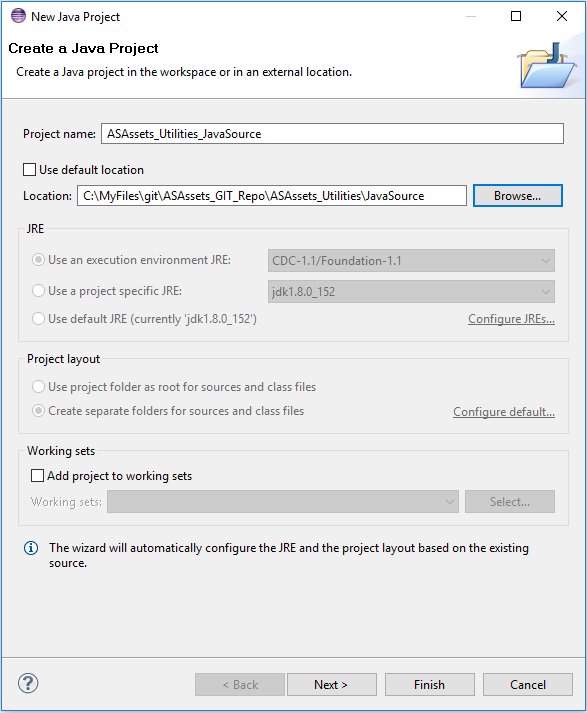 New Java Project
Create a Java Project
Create a Java project in the workspace or in an external location.
Project name: ASAssets_Utilities_JavaSource
Use default location
Location: C:\MyFiles\git\ASAssets_GIT_Repo\ASAssets_Utilities\JavaSource Browse...
JRE
Use an execution environment JRE: CDC-1.1/Foundation-1.1
Use a project specific JRE: jdk1.8.0_152
Use default JRE (currently 'jdk1.8.0_152') Configure JREs...
Project layout
Use project folder as root for sources and class files
Create separate folders for sources and class files Configure default...
Working sets
Add project to working sets
Working sets: Select...
The wizard will automatically configure the JRE and the project layout based on the existing
source.
? < Back Next > Finish Cancel